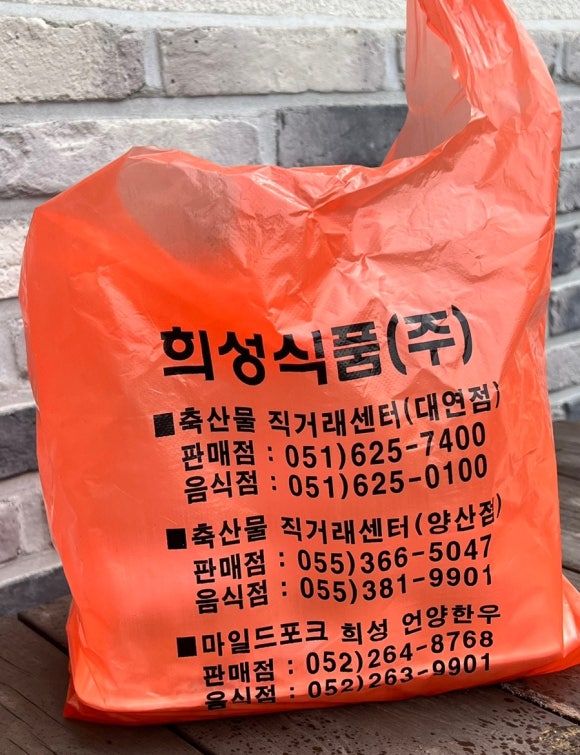 희성식품(주)
■축산물 직거래센터(대연점)
판매점 : 051)625-7400
음식점 : 051)625-0100
■축산물 직거래센터(양산점)
판매점 : 055)366-5047
음식점 : 055)381-9901
■마일드포크 희성 언양한우
판매점 : 052)264-8768
음식점 : 052)263-9901